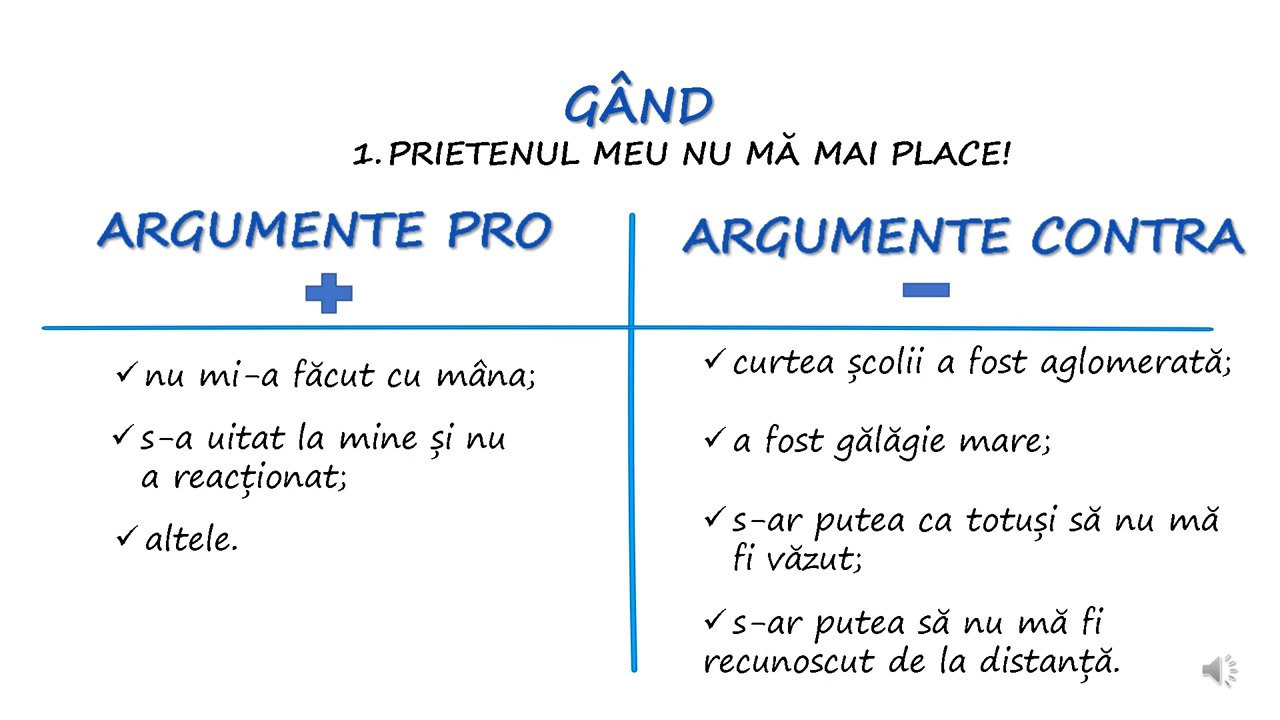 GÂND
1. PRIETENUL MEU NU MĂ MAI PLACE!
ARGUMENTE PRO
✓ nu mi-a făcut cu mâna;
✓ s-a uitat la mine și nu
a reacționat;
✓ altele.
ARGUMENTE CONTRA
✓ curtea școlii a fost aglomerată;
✓ a fost gălăgie mare;
✓ s-ar putea ca totuși să nu mă
fi văzut;
✓ s-ar putea să nu mă fi
recunoscut de la distanță.